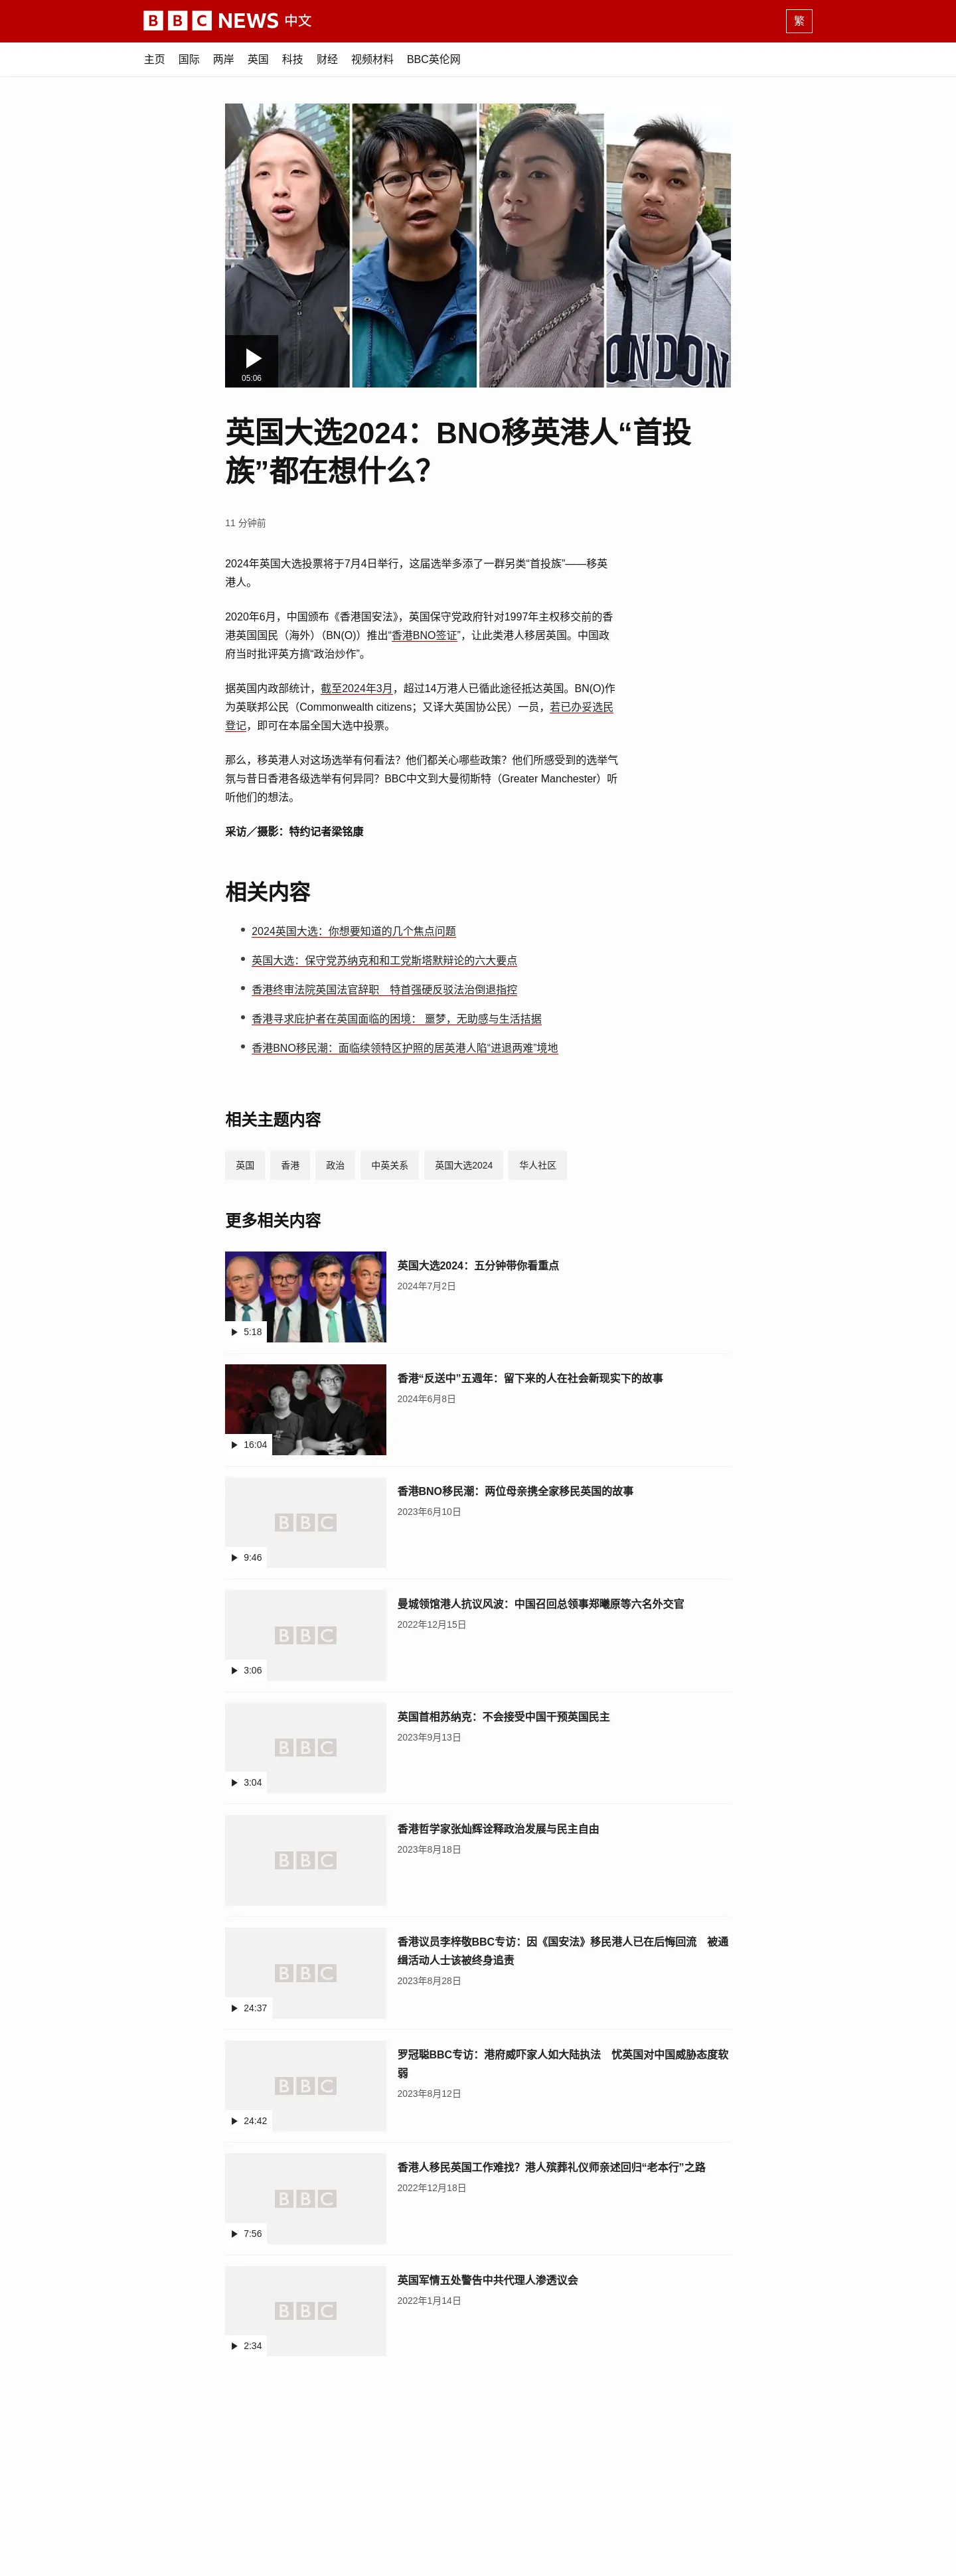 BBC NEWS 中文
繁
主页 国际 两岸 英国 科技 财经 视频材料 BBC英伦网
ONDON
05:06
英国大选2024：BNO移英港人“首投
族”都在想什么？
11 分钟前
2024年英国大选投票将于7月4日举行，这届选举多添了一群另类“首投族”——移英
港人。
2020年6月，中国颁布《香港国安法》，英国保守党政府针对1997年主权移交前的香
港英国国民（海外）（BN(O)）推出“香港BNO签证”，让此类港人移居英国。中国政
府当时批评英方搞“政治炒作”。
据英国内政部统计，截至2024年3月，超过14万港人已循此途径抵达英国。BN(O)作
为英联邦公民（Commonwealth citizens；又译大英国协公民）一员，若已办妥选民
登记，即可在本届全国大选中投票。
那么，移英港人对这场选举有何看法？他们都关心哪些政策？他们所感受到的选举气
氛与昔日香港各级选举有何异同？BBC中文到大曼彻斯特（Greater Manchester）听
听他们的想法。
采访／摄影：特约记者梁铭康
相关内容
2024英国大选：你想要知道的几个焦点问题
英国大选：保守党苏纳克和和工党斯塔默辩论的六大要点
香港终审法院英国法官辞职　特首强硬反驳法治倒退指控
香港寻求庇护者在英国面临的困境： 噩梦，无助感与生活拮据
香港BNO移民潮：面临续领特区护照的居英港人陷“进退两难”境地
相关主题内容
英国 香港 政治 中英关系 英国大选2024 华人社区
更多相关内容
英国大选2024：五分钟带你看重点
2024年7月2日
5:18
香港“反送中”五週年：留下来的人在社会新现实下的故事
2024年6月8日
16:04
香港BNO移民潮：两位母亲携全家移民英国的故事
2023年6月10日
BBC
9:46
曼城领馆港人抗议风波：中国召回总领事郑曦原等六名外交官
2022年12月15日
BBC
3:06
英国首相苏纳克：不会接受中国干预英国民主
2023年9月13日
BBC
3:04
香港哲学家张灿辉诠释政治发展与民主自由
2023年8月18日
BBC
香港议员李梓敬BBC专访：因《国安法》移民港人已在后悔回流　被通
缉活动人士该被终身追责
2023年8月28日
BBC
24:37
罗冠聪BBC专访：港府威吓家人如大陆执法　忧英国对中国威胁态度软
弱
2023年8月12日
BBC
24:42
香港人移民英国工作难找？港人殡葬礼仪师亲述回归“老本行”之路
2022年12月18日
BBC
7:56
英国军情五处警告中共代理人渗透议会
2022年1月14日
BBC
2:34